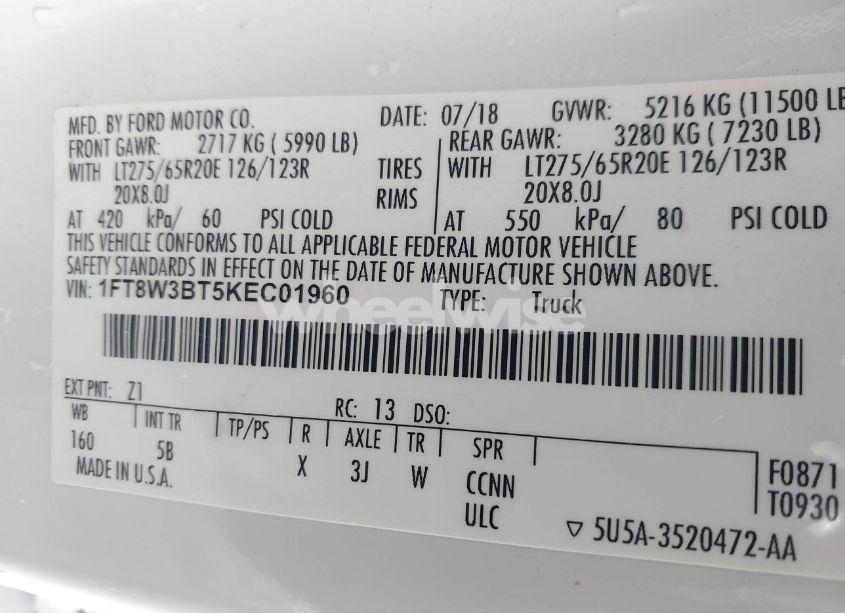 MFD. BY FORD MOTOR CO. DATE: 07/18 GVWR: 5216 KG (11500 LB
FRONT GAWR: 2717 KG ( 5990 LB) REAR GAWR: 3280 KG ( 7230 LB)
WITH LT275/65R20E 126/123R TIRES WITH LT275/65R20E 126/123R
20X8.0J RIMS 20X8.0J
AT 420 kPa/ 60 PSI COLD AT 550 kPa/ 80 PSI COLD
THIS VEHICLE CONFORMS TO ALL APPLICABLE FEDERAL MOTOR VEHICLE
SAFETY STANDARDS IN EFFECT ON THE DATE OF MANUFACTURE SHOWN ABOVE.
VIN: 1FT8W3BT5KEC01960 TYPE: Truck
wheelwise
EXT PNT: Z1 RC: 13 DSO:
WB INT TR TP/PS R AXLE TR SPR
160 5B X 3J W CCNN F0871
MADE IN U.S.A. ULC T0930
5U5A-3520472-AA